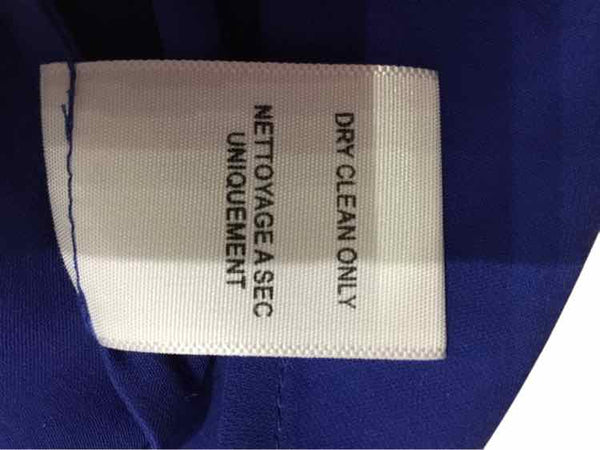 DRY CLEAN ONLY
NETTOYAGE A SEC
UNIQUEMENT